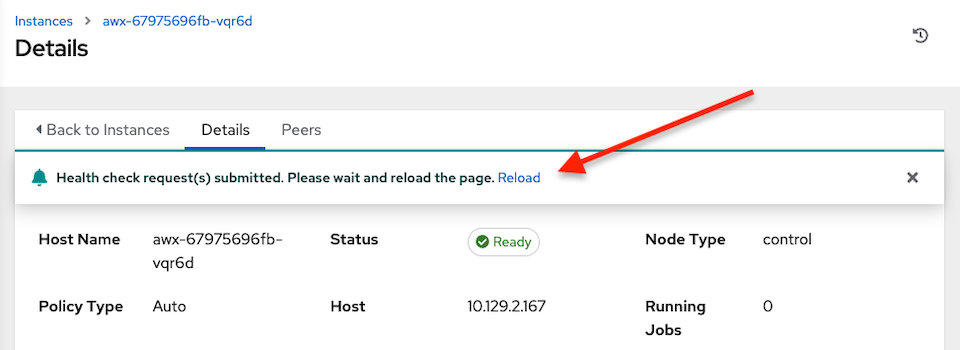 Instances > awx-67975696fb-vqr6d
Details
Back to Instances Details Peers
Health check request(s) submitted. Please wait and reload the page. Reload
Host Name awx-67975696fb- Status Ready Node Type control
vqr6d
Policy Type Auto Host 10.129.2.167 Running 0
Jobs